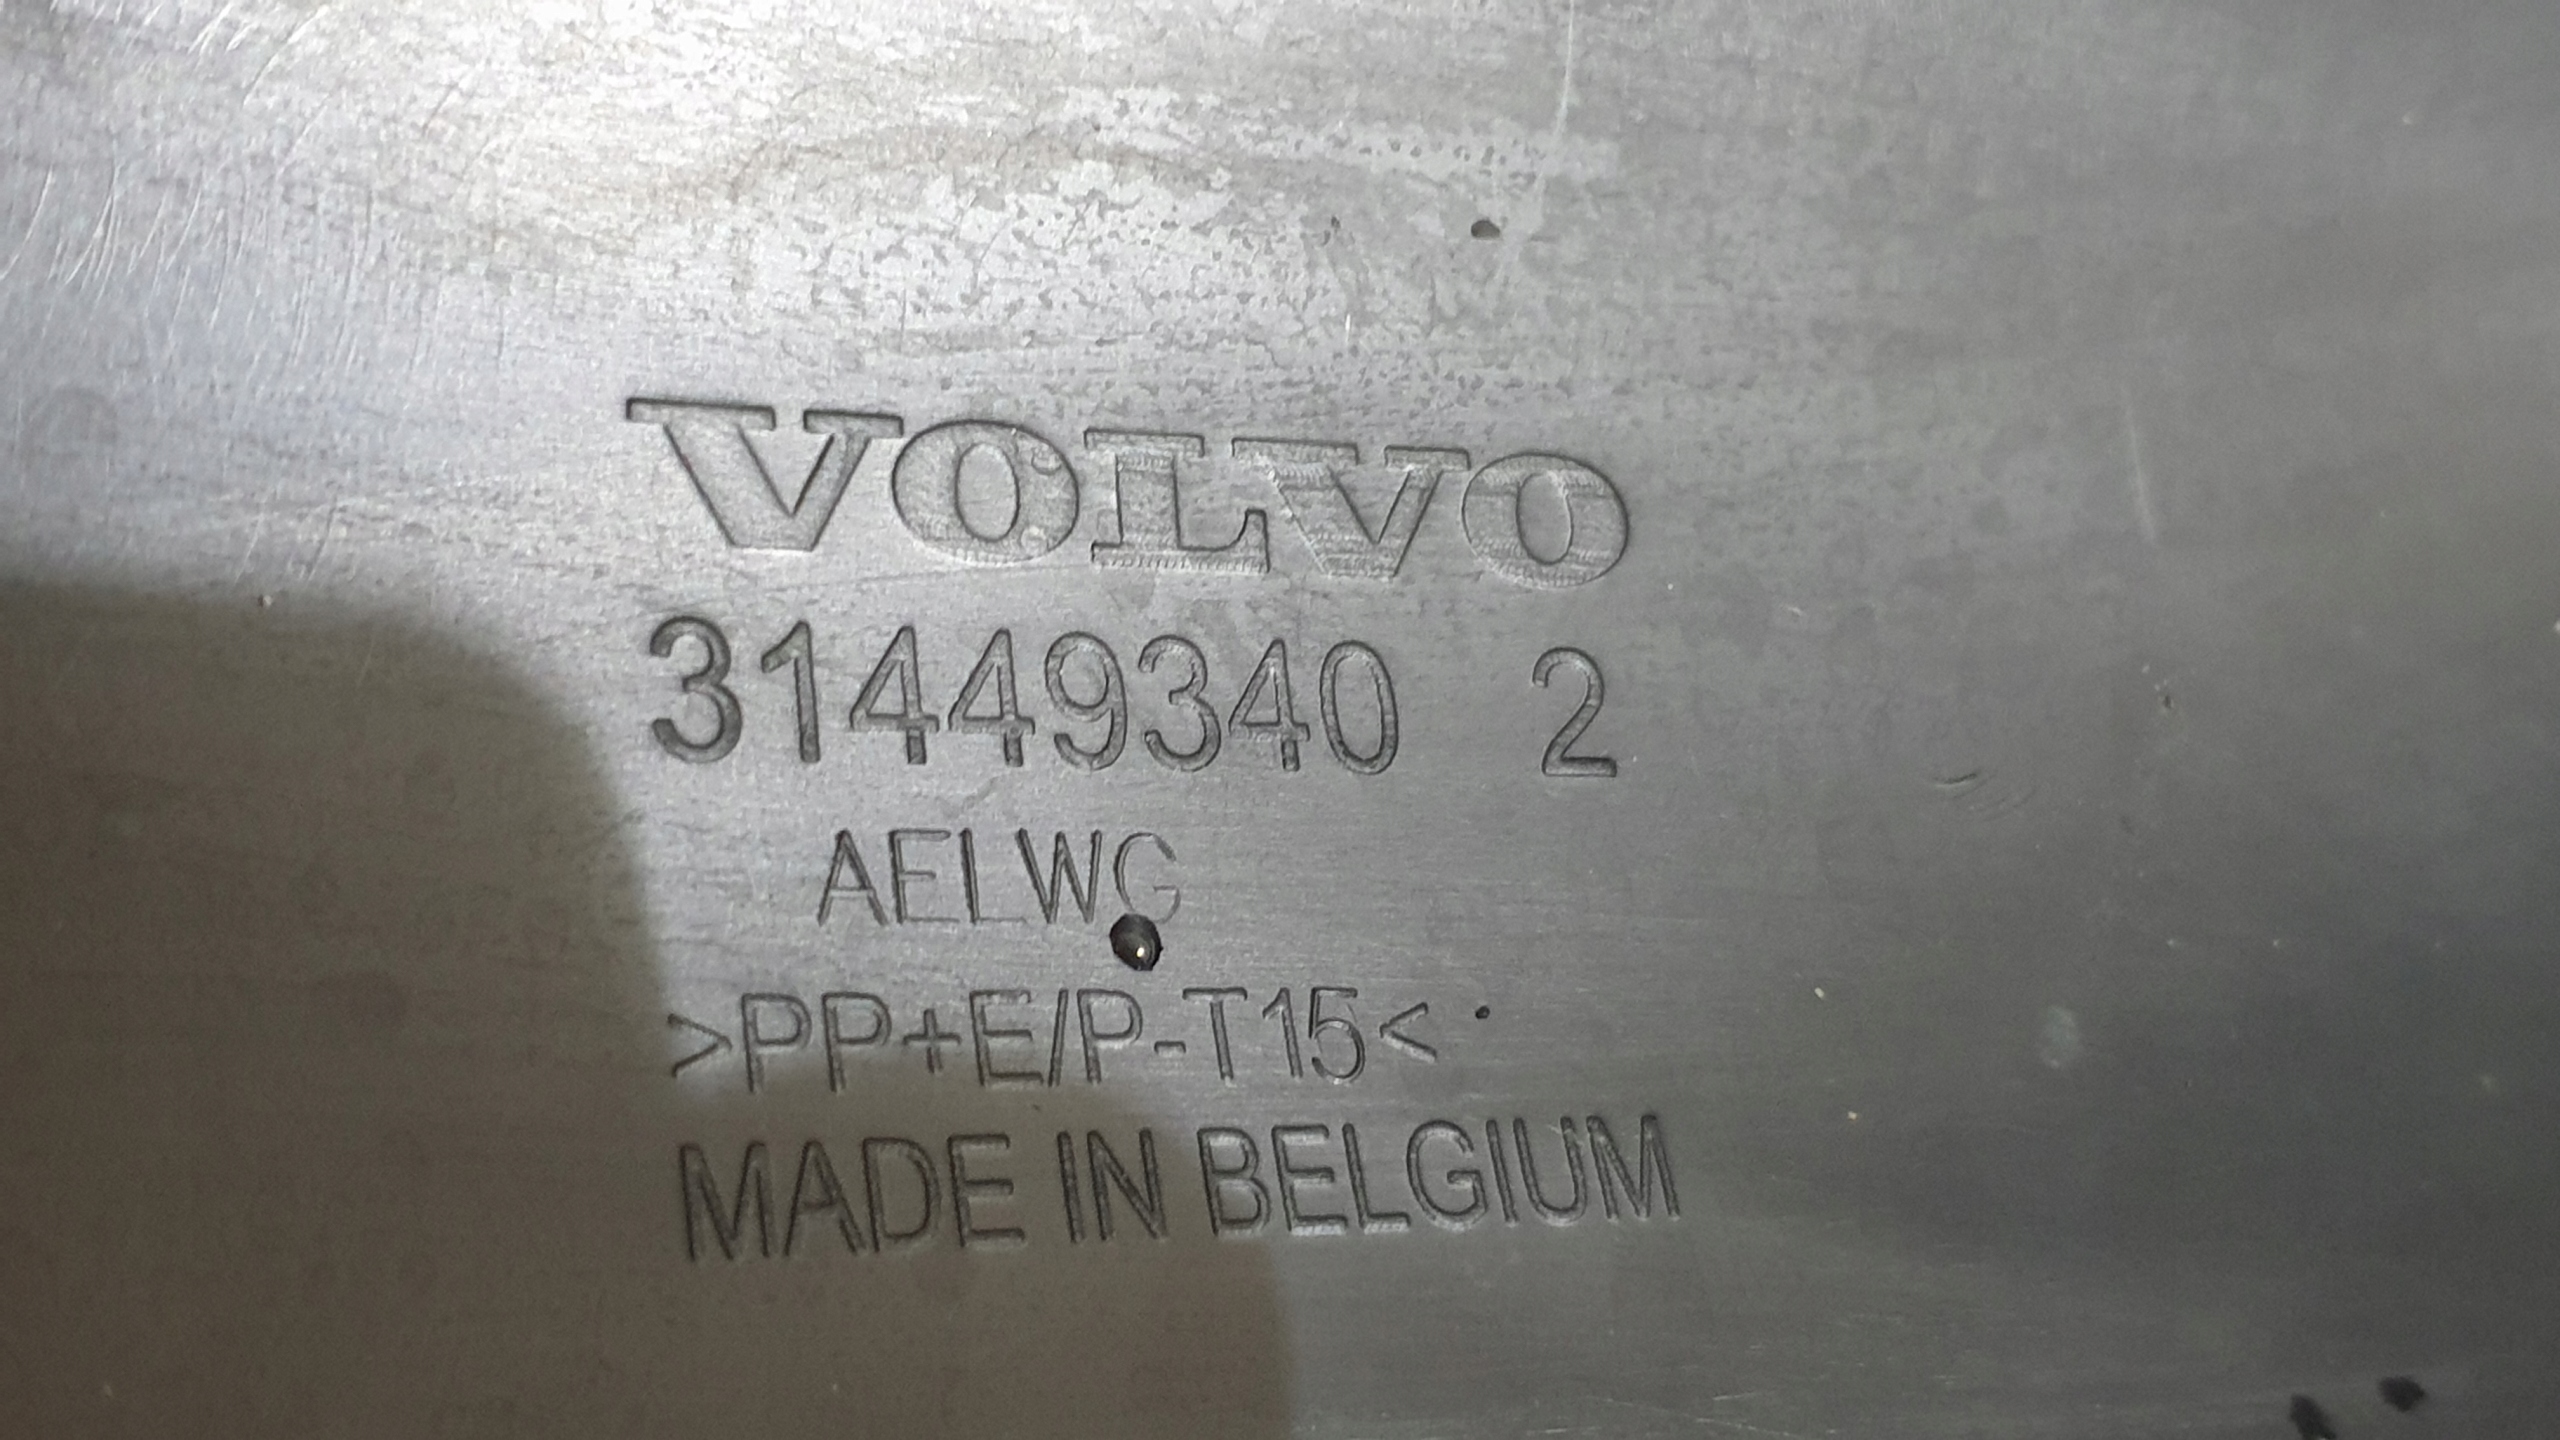 VOLVO
31449340 2
AELWG
>PP+E/P-T15<
MADE IN BELGIUM